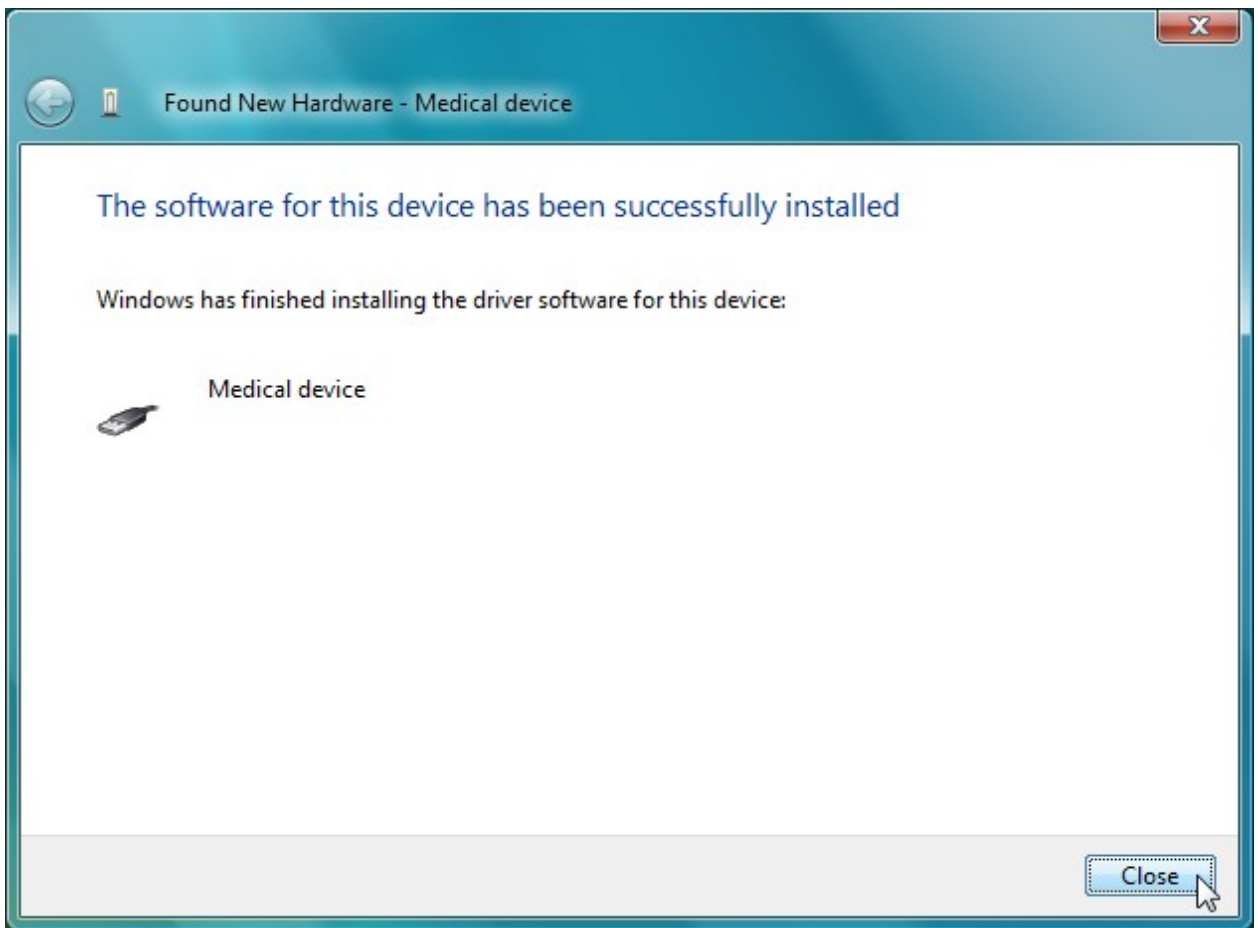 Found New Hardware - Medical device
The software for this device has been successfully installed
Windows has finished installing the driver software for this device:
Medical device
Close